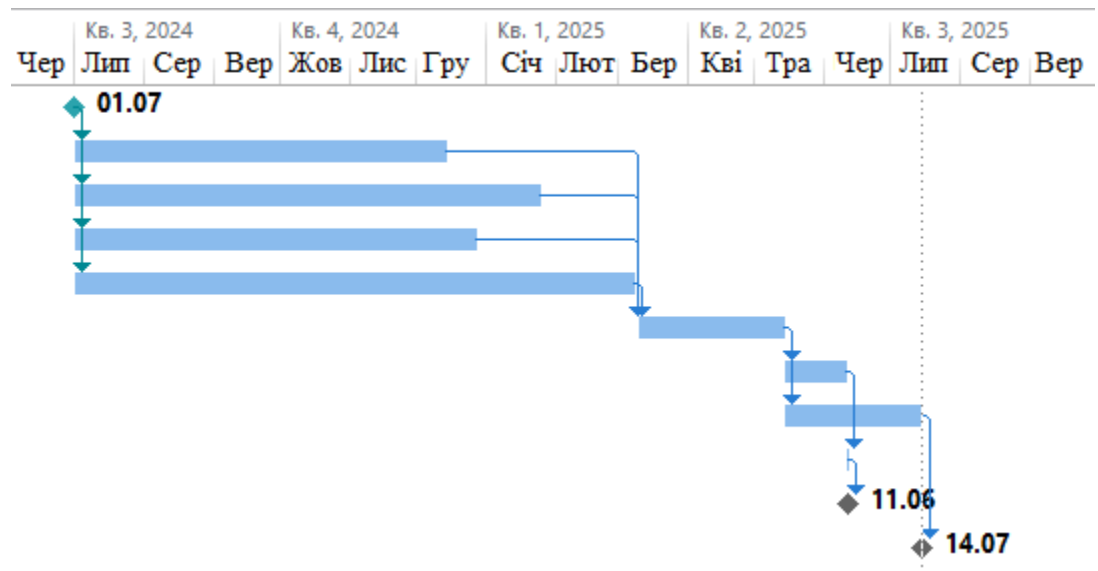 Кв. 3, 2024 Кв. 4, 2024 Кв. 1, 2025 Кв. 2, 2025 Кв. 3, 2025
Чер Лип Сер Вер Жов Лис Гру Січ Лют Бер Кві Тра Чер Лип Сер Вер
01.07
11.06
14.07